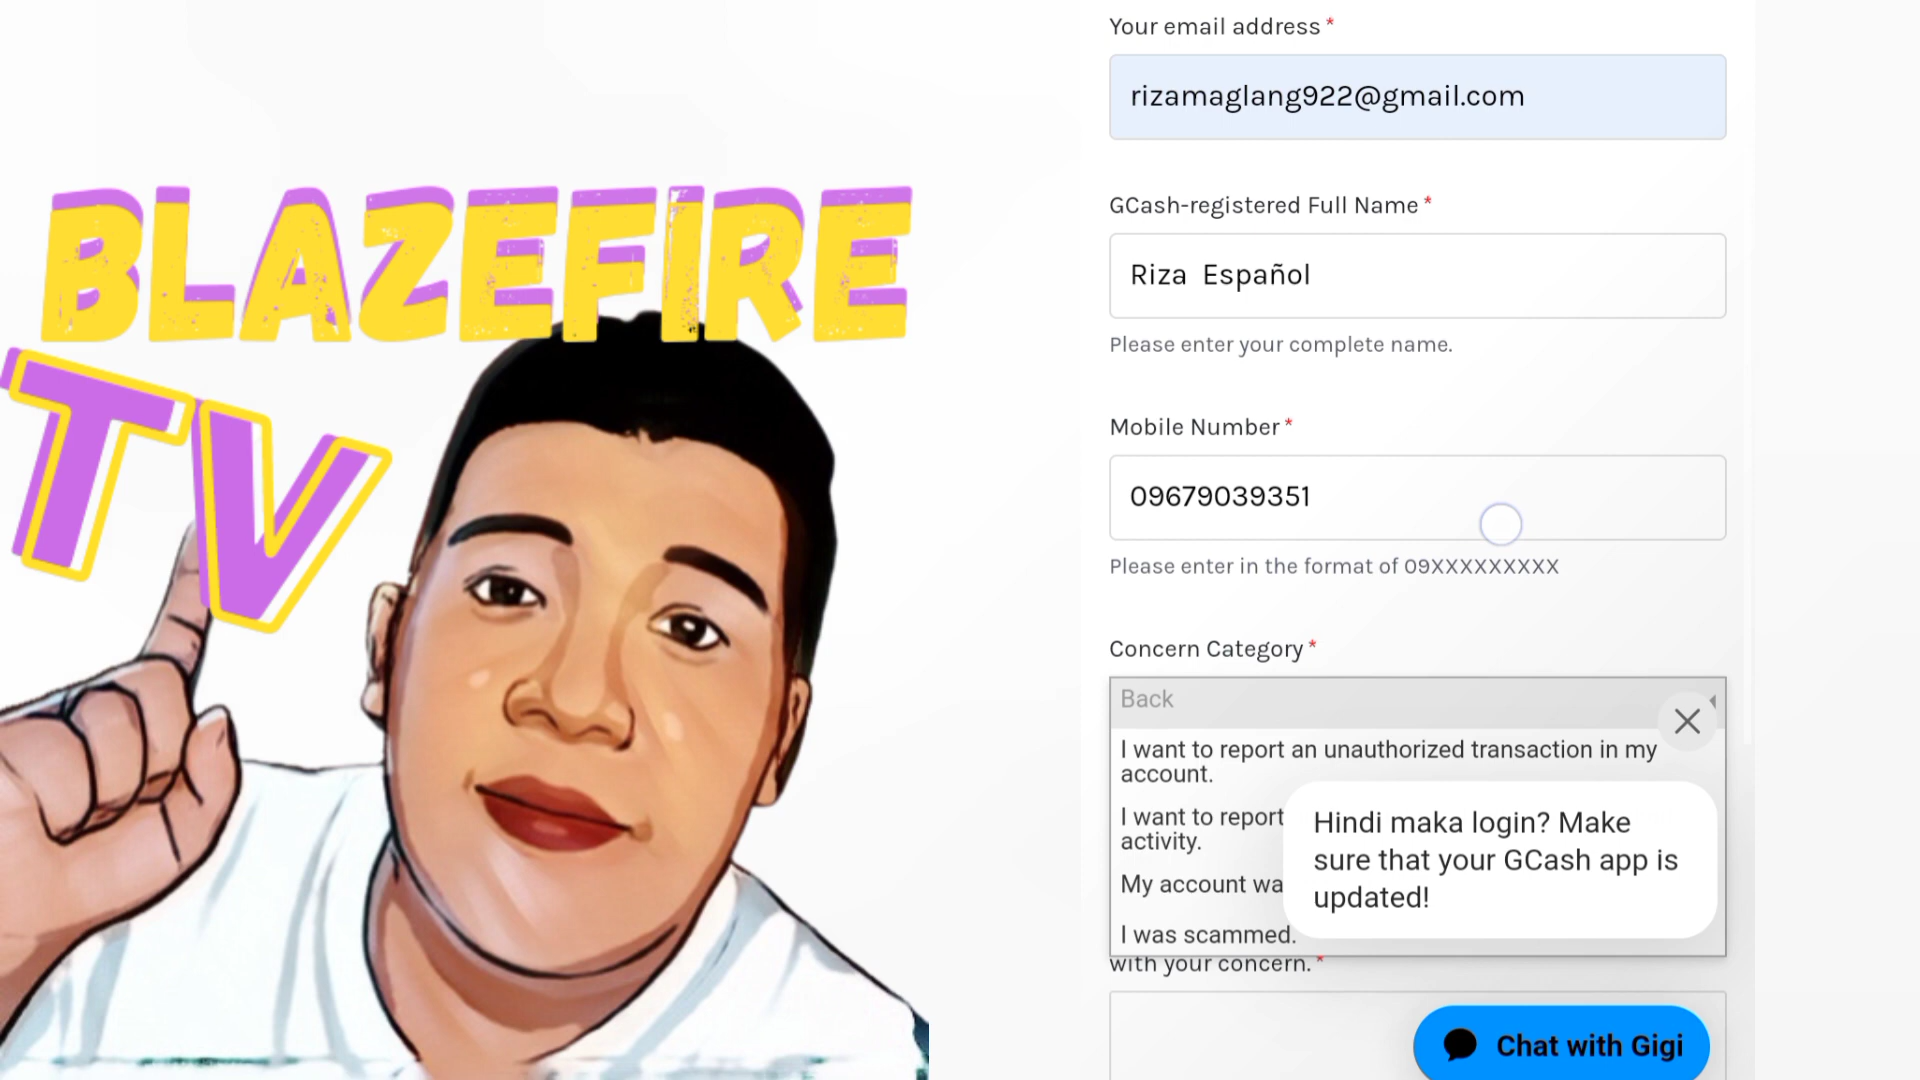 BLAZEFIRE
TV
Your email address *
rizamaglang922@gmail.com
GCash-registered Full Name *
Riza Español
Please enter your complete name.
Mobile Number *
09679039351
Please enter in the format of 09XXXXXXXXX
Concern Category *
Back
I want to report an unauthorized transaction in my
account.
I want to report
activity.
My account wa
I was scammed.
Hindi maka login? Make
sure that your GCash app is
updated!
with your concern. *
Chat with Gigi